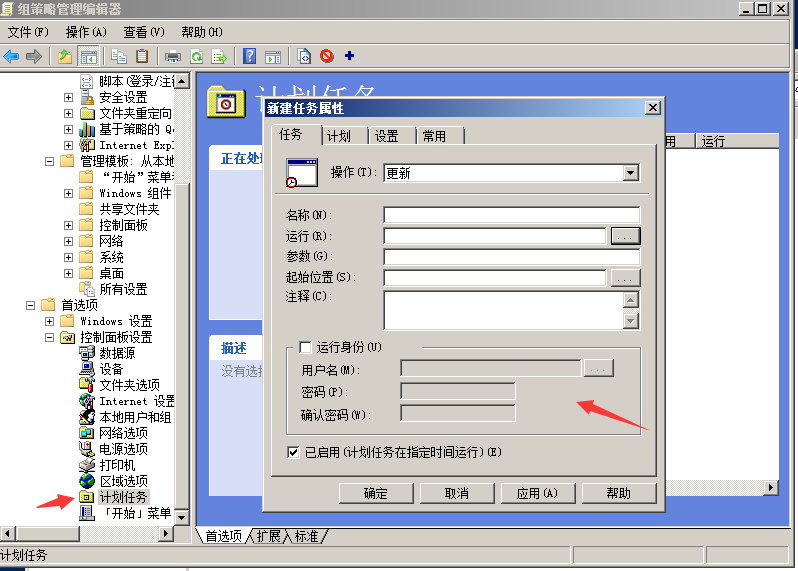 组策略管理编辑器
文件(F) 操作(A) 查看(V) 帮助(H)
脚本(登录/注
安全设置
文件夹重定向
基于策略的 Q
Internet Expl
管理模板: 从本地
“开始”菜单
Windows 组件
共享文件夹
控制面板
网络
系统
桌面
所有设置
首选项
Windows 设置
控制面板设置
数据源
设备
文件夹选项
Internet 设置
本地用户和组
网络选项
电源选项
打印机
区域选项
计划任务
「开始」菜单
计划任务
正在处理
描述
没有选择
用 运行
新建任务属性
任务 计划 设置 常用
操作(T): 更新
名称(N):
运行(R): ...
参数(G):
起始位置(S): ...
注释(C):
运行身份(U)
用户名(M): ...
密码(P):
确认密码(W):
已启用(计划任务在指定时间运行)(E)
确定 取消 应用(A) 帮助
首选项 扩展 标准
计划任务